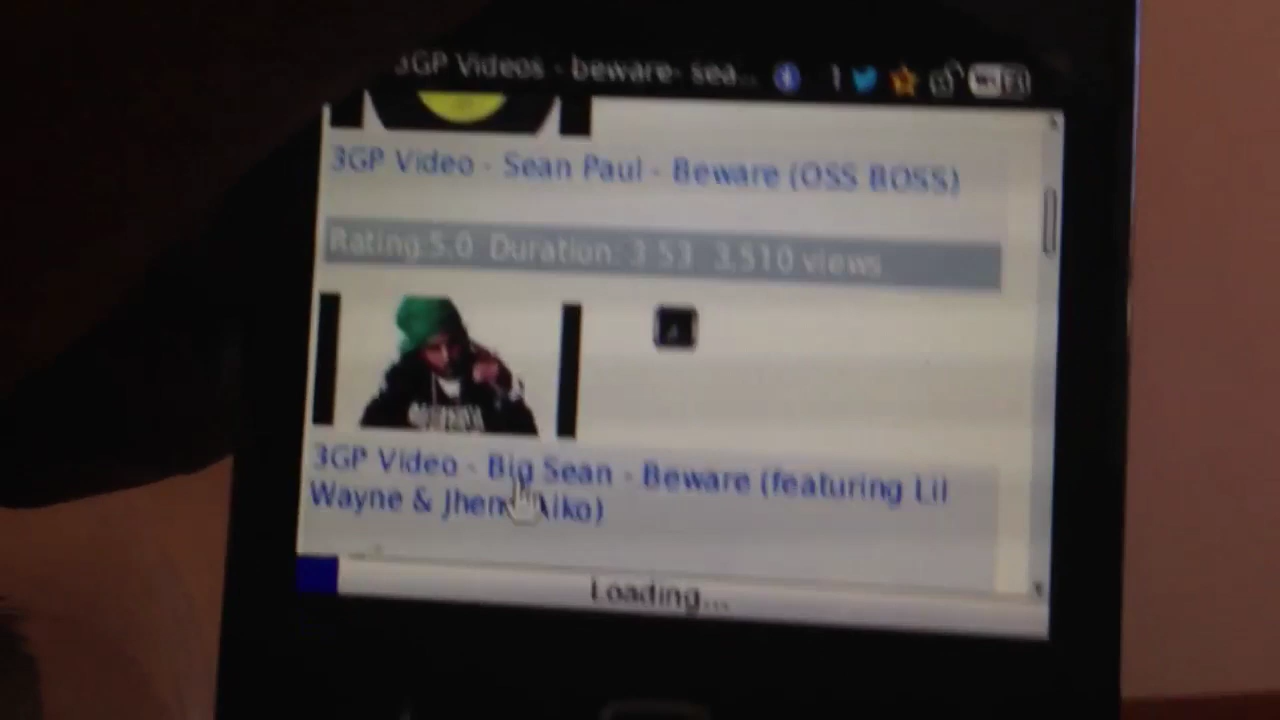 3GP Videos - beware- sea...
3GP Video - Sean Paul - Beware (OSS BOSS)
Rating:5.0 Duration: 3:53 3,510 views
3GP Video - Big Sean - Beware (featuring Lil
Wayne & Jhen Aiko)
Loading...